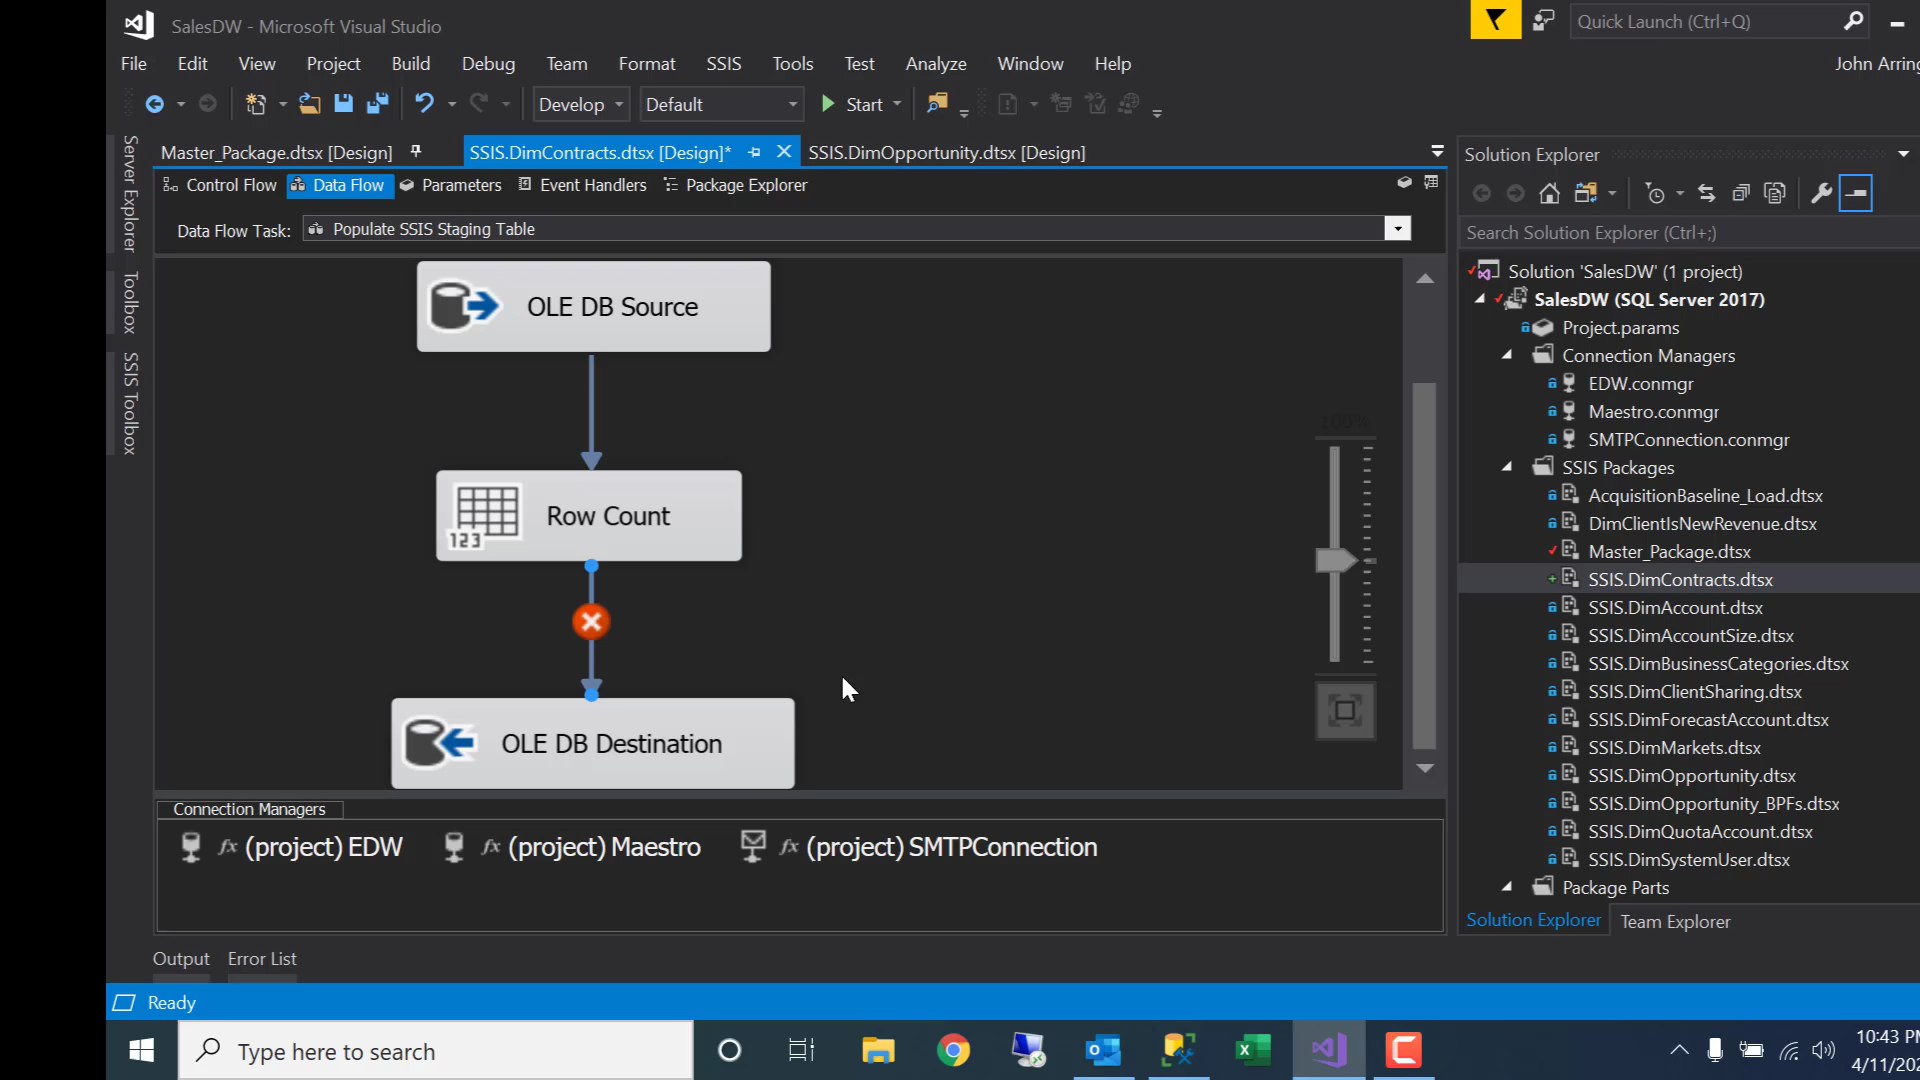 SalesDW - Microsoft Visual Studio
Quick Launch (Ctrl+Q)
File Edit View Project Build Debug Team Format SSIS Tools Test Analyze Window Help
John Arring
Develop Default Start
Master_Package.dtsx [Design] SSIS.DimContracts.dtsx [Design]* SSIS.DimOpportunity.dtsx [Design]
Control Flow Data Flow Parameters Event Handlers Package Explorer
Data Flow Task: Populate SSIS Staging Table
Server Explorer
Toolbox
SSIS Toolbox
OLE DB Source
100%
Row Count
123
OLE DB Destination
Connection Managers
fx (project) EDW fx (project) Maestro fx (project) SMTPConnection
Output Error List
Ready
Solution Explorer
Search Solution Explorer (Ctrl+;)
Solution 'SalesDW' (1 project)
SalesDW (SQL Server 2017)
Project.params
Connection Managers
EDW.conmgr
Maestro.conmgr
SMTPConnection.conmgr
SSIS Packages
AcquisitionBaseline_Load.dtsx
DimClientIsNewRevenue.dtsx
Master_Package.dtsx
SSIS.DimContracts.dtsx
SSIS.DimAccount.dtsx
SSIS.DimAccountSize.dtsx
SSIS.DimBusinessCategories.dtsx
SSIS.DimClientSharing.dtsx
SSIS.DimForecastAccount.dtsx
SSIS.DimMarkets.dtsx
SSIS.DimOpportunity.dtsx
SSIS.DimOpportunity_BPFs.dtsx
SSIS.DimQuotaAccount.dtsx
SSIS.DimSystemUser.dtsx
Package Parts
Solution Explorer Team Explorer
Type here to search
10:43 PM
4/11/202